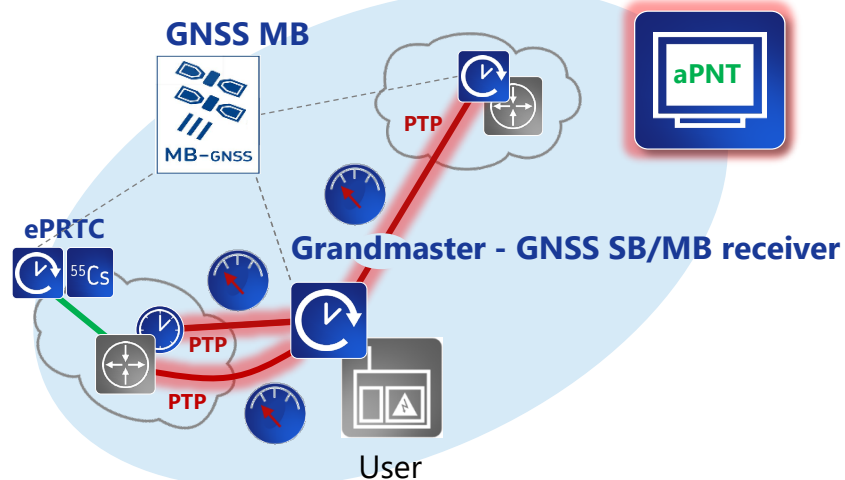 GNSS MB
MB-GNSS
aPNT
PTP
ePRTC
55Cs
Grandmaster - GNSS SB/MB receiver
PTP
PTP
User